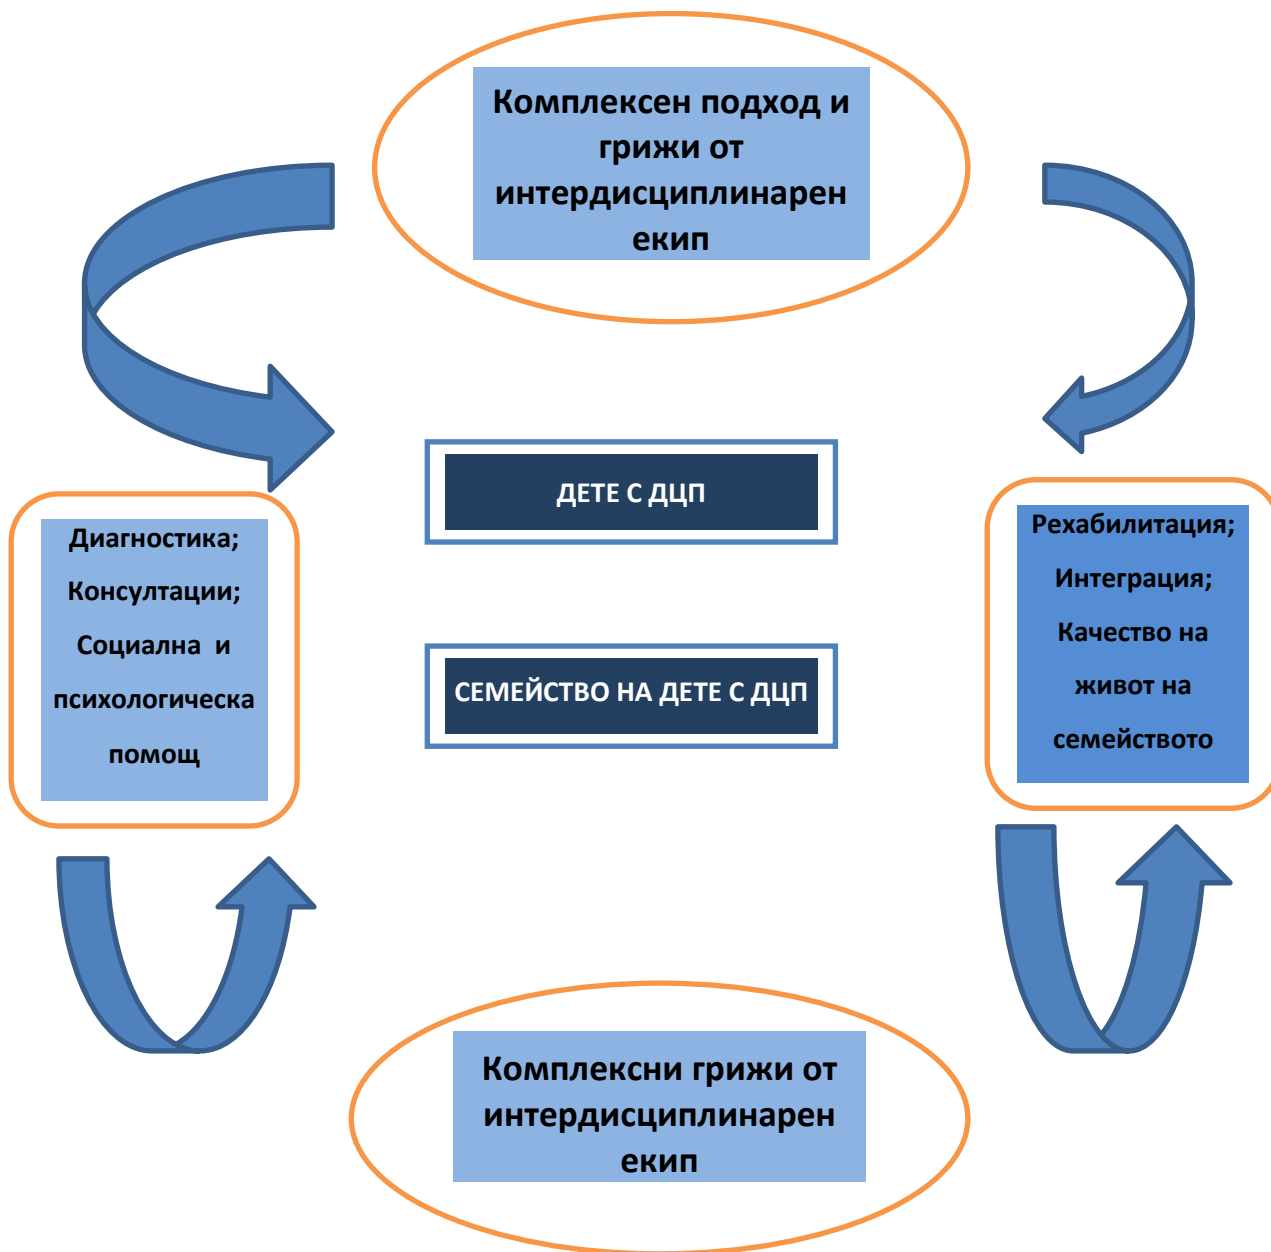 Комплексен подход и
грижи от
интердисциплинарен
екип
ДЕТЕ С ДЦП
Диагностика;
Консултации;
Социална и
психологическа
помощ
Рехабилитация;
Интеграция;
Качество на
живот на
семейството
СЕМЕЙСТВО НА ДЕТЕ С ДЦП
Комплексни грижи от
интердисциплинарен
екип